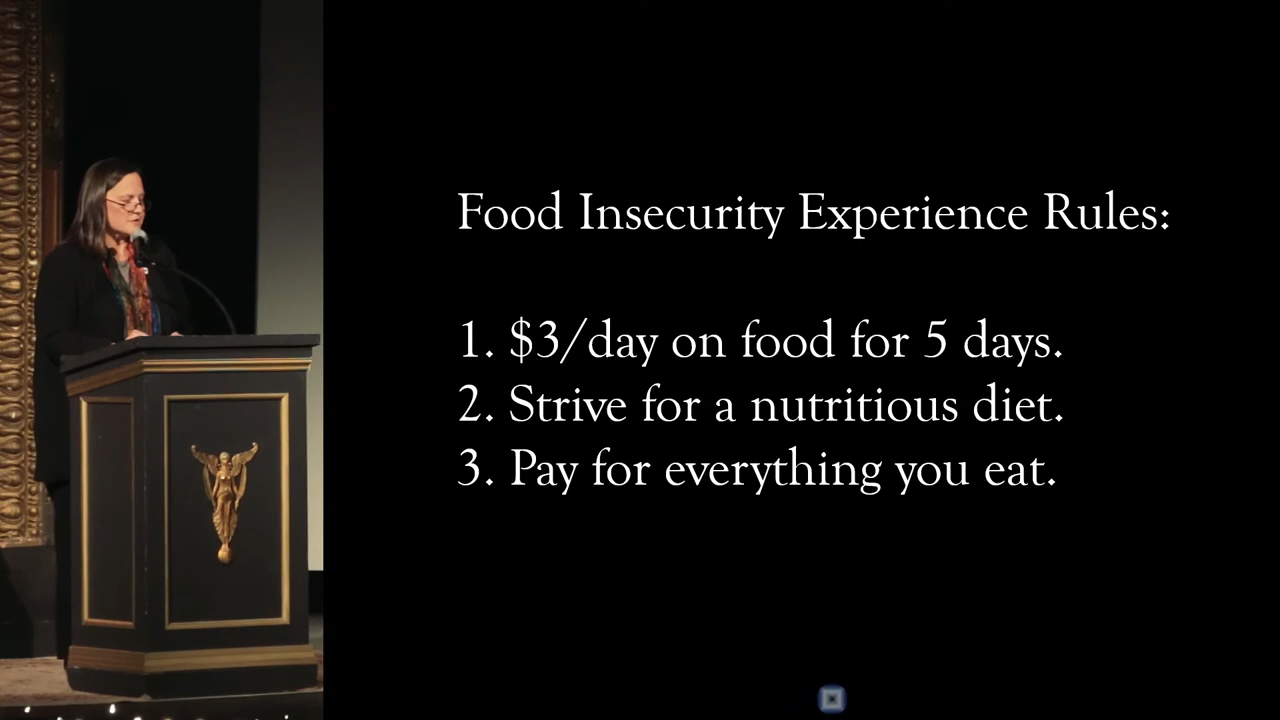 Food Insecurity Experience Rules:
1. $3/day on food for 5 days.
2. Strive for a nutritious diet.
3. Pay for everything you eat.